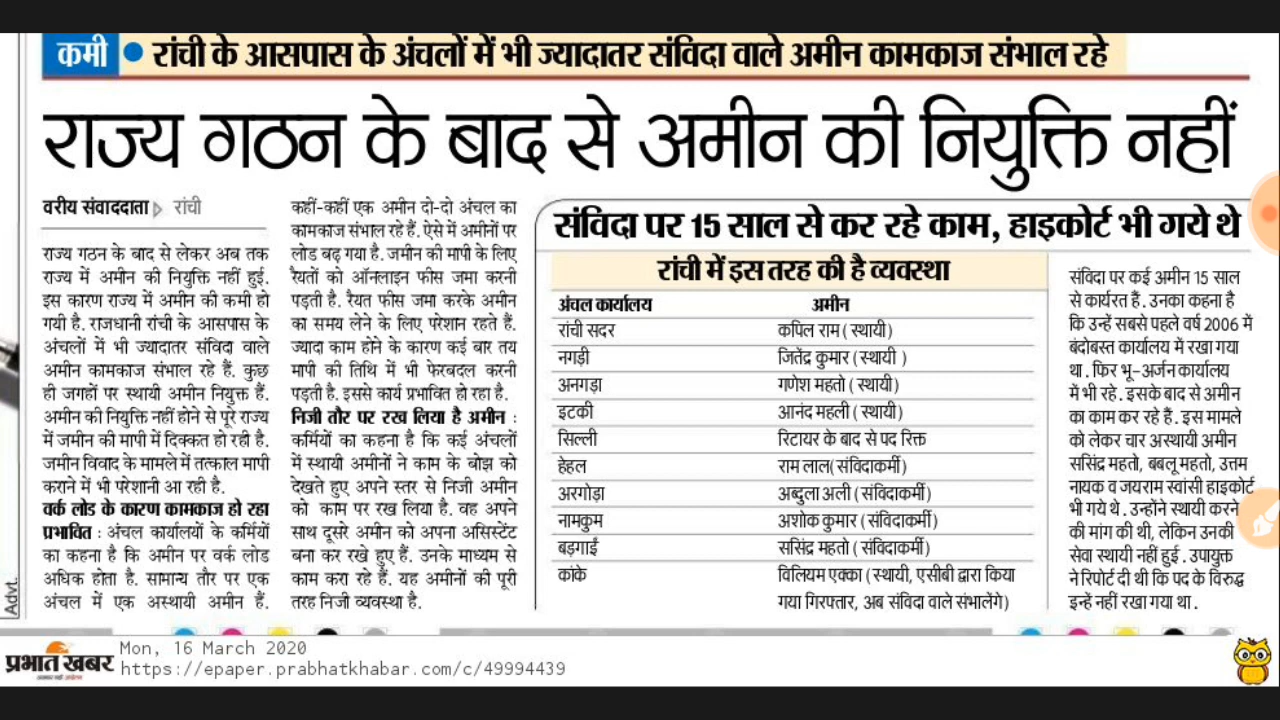 कमी • रांची के आसपास के अंचलों में भी ज्यादातर संविदा वाले अमीन कामकाज संभाल रहे
राज्य गठन के बाद से अमीन की नियुक्ति नहीं
वरीय संवाददाता ▷ रांची
राज्य गठन के बाद से लेकर अब तक
राज्य में अमीन की नियुक्ति नहीं हुई.
इस कारण राज्य में अमीन की कमी हो
गयी है. राजधानी रांची के आसपास के
अंचलों में भी ज्यादातर संविदा वाले
अमीन कामकाज संभाल रहे हैं. कुछ
ही जगहों पर स्थायी अमीन नियुक्त हैं.
अमीन की नियुक्ति नहीं होने से पूरे राज्य
में जमीन की मापी में दिक्कत हो रही है.
जमीन विवाद के मामले में तत्काल मापी
कराने में भी परेशानी आ रही है.
वर्क लोड के कारण कामकाज हो रहा
प्रभावित : अंचल कार्यालयों के कर्मियों
का कहना है कि अमीन पर वर्क लोड
अधिक होता है. सामान्य तौर पर एक
अंचल में एक अस्थायी अमीन हैं.
कहीं-कहीं एक अमीन दो-दो अंचल का
कामकाज संभाल रहे हैं. ऐसे में अमीनों पर
लोड बढ़ गया है. जमीन की मापी के लिए
रैयतों को ऑनलाइन फीस जमा करनी
पड़ती है. रैयत फीस जमा करके अमीन
का समय लेने के लिए परेशान रहते हैं.
ज्यादा काम होने के कारण कई बार तय
मापी की तिथि में भी फेरबदल करनी
पड़ती है. इससे कार्य प्रभावित हो रहा है.
निजी तौर पर रख लिया है अमीन :
कर्मियों का कहना है कि कई अंचलों
में स्थायी अमीनों ने काम के बोझ को
देखते हुए अपने स्तर से निजी अमीन
को काम पर रख लिया है. वह अपने
साथ दूसरे अमीन को अपना असिस्टेंट
बना कर रखे हुए हैं. उनके माध्यम से
काम करा रहे हैं. यह अमीनों की पूरी
तरह निजी व्यवस्था है.
संविदा पर 15 साल से कर रहे काम, हाइकोर्ट भी गये थे
रांची में इस तरह की है व्यवस्था
अंचल कार्यालय अमीन
रांची सदर कपिल राम ( स्थायी)
नगड़ी जितेंद्र कुमार ( स्थायी )
अनगड़ा गणेश महतो ( स्थायी)
इटकी आनंद महली ( स्थायी)
सिल्ली रिटायर के बाद से पद रिक्त
हेहल राम लाल( संविदाकर्मी)
अरगोड़ा अब्दुला अली ( संविदाकर्मी)
नामकुम अशोक कुमार ( संविदाकर्मी)
बड़गाईं ससिंद्र महतो ( संविदाकर्मी)
कांके विलियम एक्का ( स्थायी, एसीबी द्वारा किया
गया गिरफ्तार, अब संविदा वाले संभालेंगे)
संविदा पर कई अमीन 15 साल
से कार्यरत हैं. उनका कहना है
कि उन्हें सबसे पहले वर्ष 2006 में
बंदोबस्त कार्यालय में रखा गया
था. फिर भू-अर्जन कार्यालय
में भी रहे. इसके बाद से अमीन
का काम कर रहे हैं. इस मामले
को लेकर चार अस्थायी अमीन
ससिंद्र महतो, बबलू महतो, उत्तम
नायक व जयराम स्वांसी हाइकोर्ट
भी गये थे. उन्होंने स्थायी करने
की मांग की थी, लेकिन उनकी
सेवा स्थायी नहीं हुई. उपायुक्त
ने रिपोर्ट दी थी कि पद के विरुद्ध
इन्हें नहीं रखा गया था.
Advt.
प्रभात खबर
Mon, 16 March 2020
https://epaper.prabhatkhabar.com/c/49994439